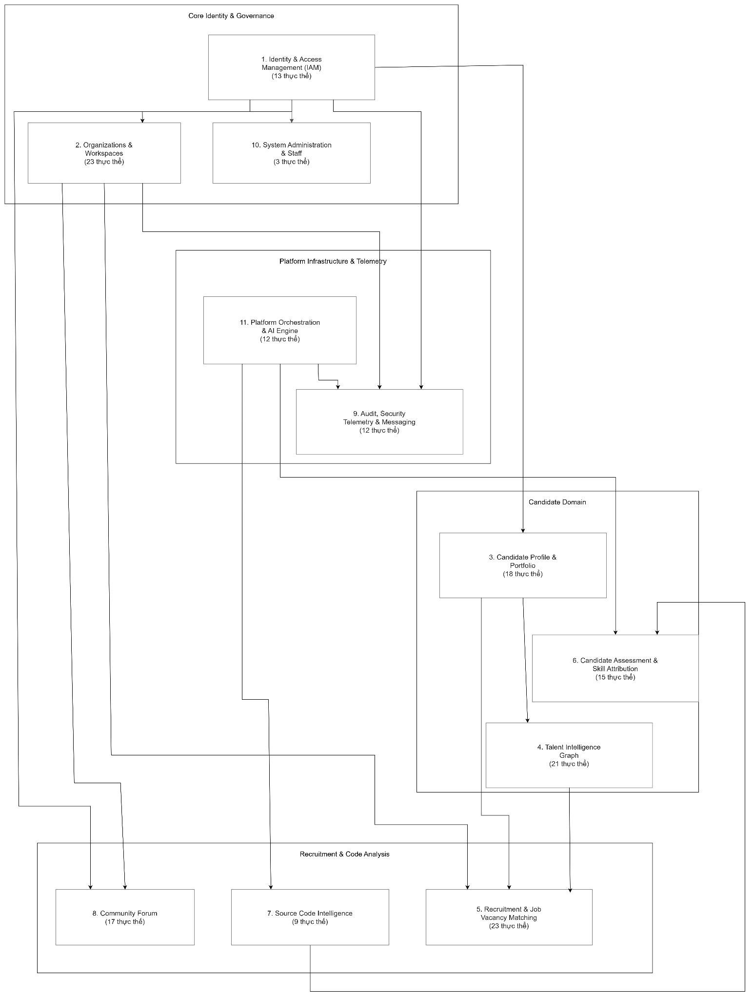 Core Identity & Governance
1. Identity & Access
Management (IAM)
(13 thực thể)
2. Organizations &
Workspaces
(23 thực thể)
10. System Administration
& Staff
(3 thực thể)
Platform Infrastructure & Telemetry
11. Platform Orchestration
& AI Engine
(12 thực thể)
9. Audit, Security
Telemetry & Messaging
(12 thực thể)
Candidate Domain
3. Candidate Profile &
Portfolio
(18 thực thể)
6. Candidate Assessment &
Skill Attribution
(15 thực thể)
4. Talent Intelligence
Graph
(21 thực thể)
Recruitment & Code Analysis
8. Community Forum
(17 thực thể)
7. Source Code Intelligence
(9 thực thể)
5. Recruitment & Job
Vacancy Matching
(23 thực thể)